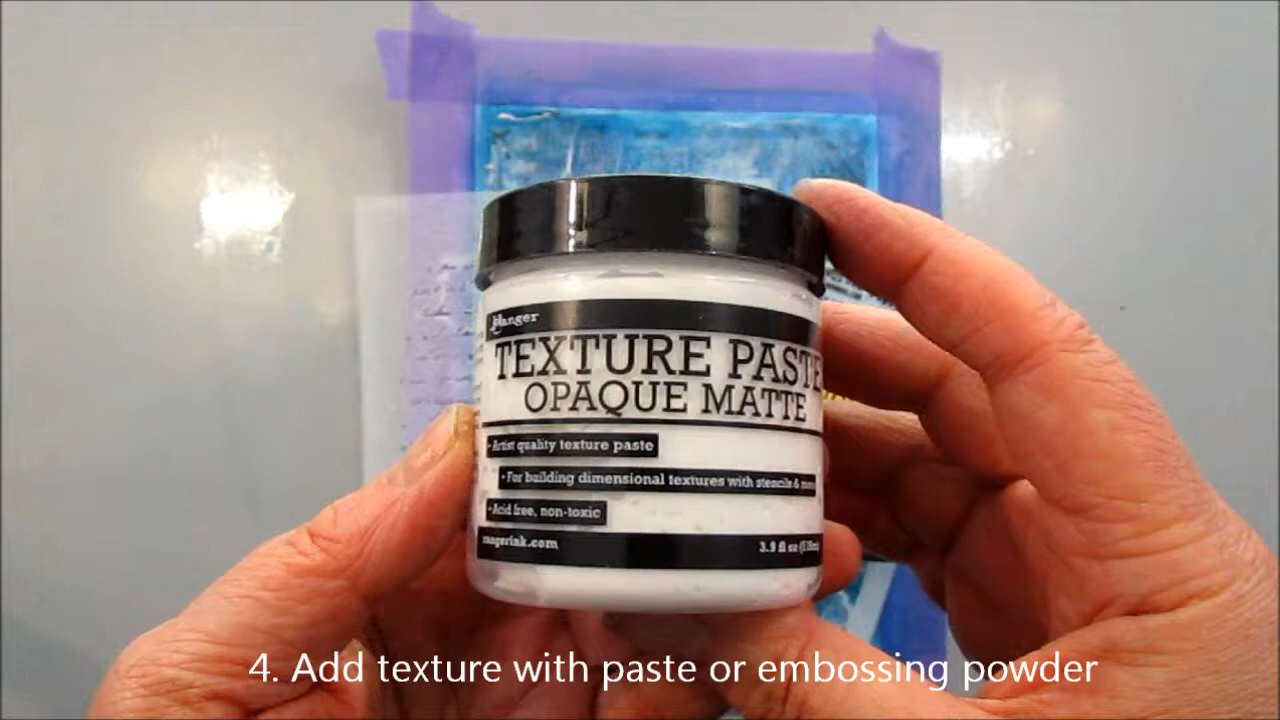 Ranger
TEXTURE PASTE
OPAQUE MATTE
• Artist quality texture paste
• For building dimensional textures with stencils &
• Acid free, non-toxic
rangerink.com
3.9 fl oz
4. Add texture with paste or embossing powder